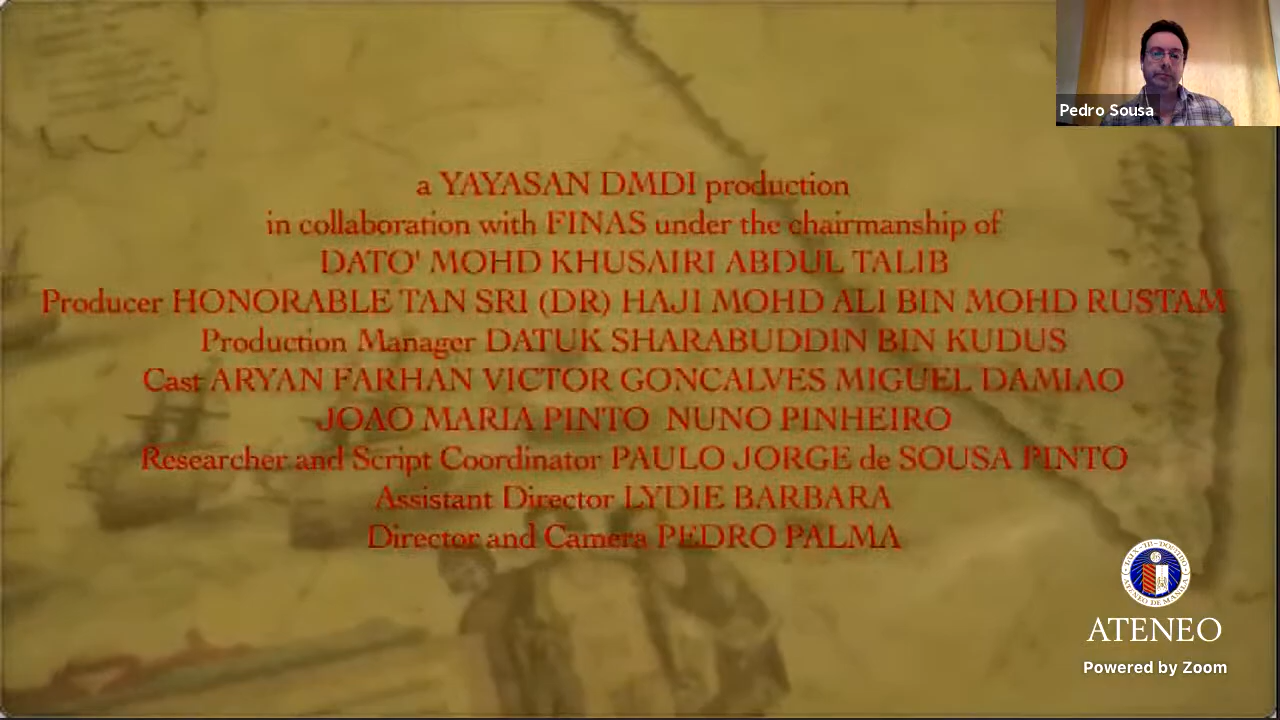 Pedro Sousa
a YAYASAN DMDI production
in collaboration with FINAS under the chairmanship of
DATO' MOHD KHUSAIRI ABDUL TALIB
Producer HONORABLE TAN SRI (DR) HAJI MOHD ALI BIN MOHD RUSTAM
Production Manager DATUK SHARABUDDIN BIN KUDUS
Cast ARYAN FARHAN VICTOR GONCALVES MIGUEL DAMIAO
JOAO MARIA PINTO NUNO PINHEIRO
Researcher and Script Coordinator PAULO JORGE de SOUSA PINTO
Assistant Director LYDIE BARBARA
Director and Camera PEDRO PALMA
ATENEO
Powered by Zoom